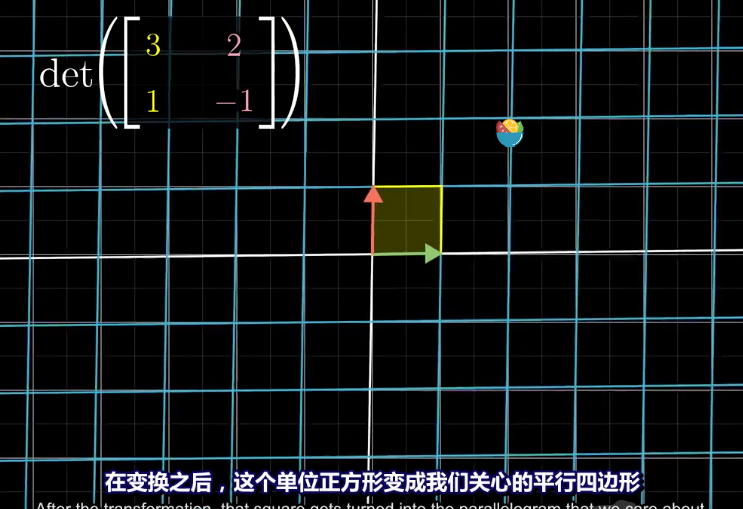 det([3 2
1 -1])
在变换之后，这个单位正方形变成我们关心的平行四边形
After the transformation, that square gets turned into the parallelogram that we care about